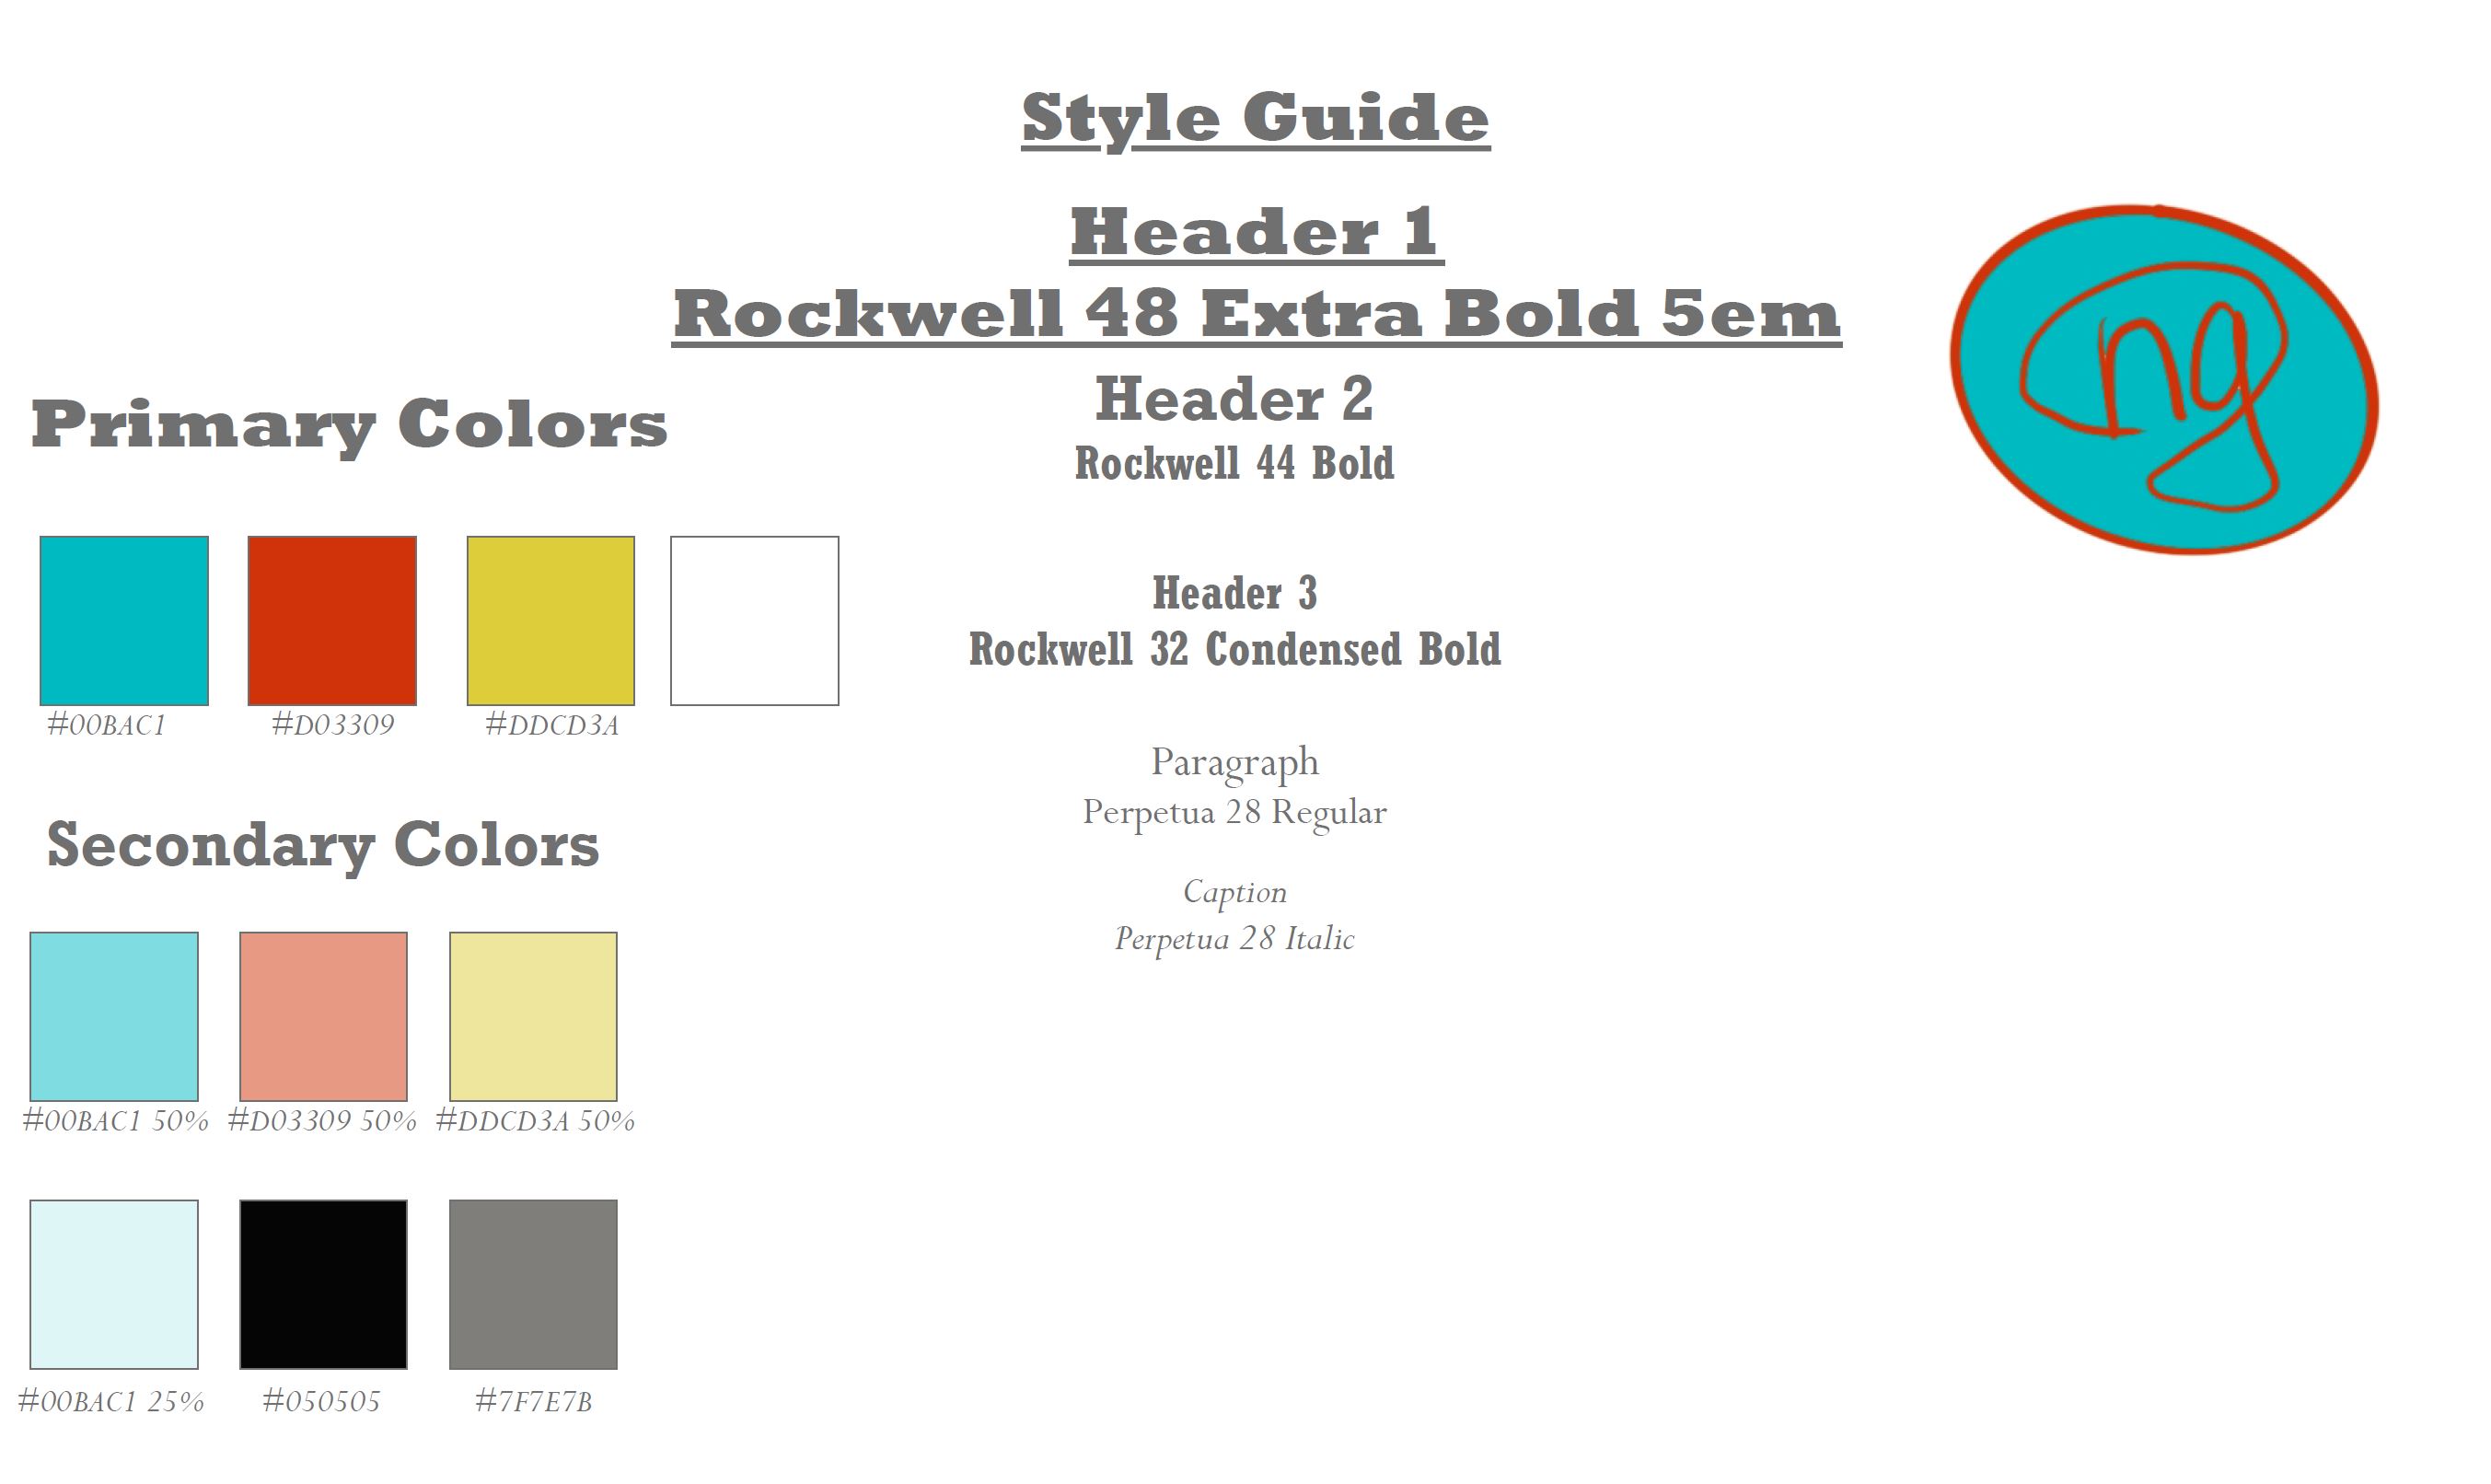 Style Guide
Header 1
Rockwell 48 Extra Bold 5em
Header 2
Rockwell 44 Bold
Header 3
Rockwell 32 Condensed Bold
Paragraph
Perpetua 28 Regular
Caption
Perpetua 28 Italic
Primary Colors
#00BAC1 #D03309 #DDCD3A
Secondary Colors
#00BAC1 50% #D03309 50% #DDCD3A 50%
#00BAC1 25% #050505 #7F7E7B
ng